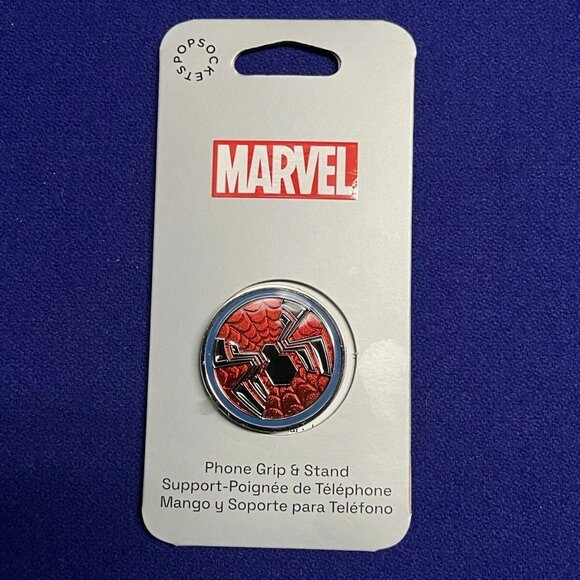 POPSOCKETS
MARVEL
Phone Grip & Stand
Support-Poignée de Téléphone
Mango y Soporte para Teléfono